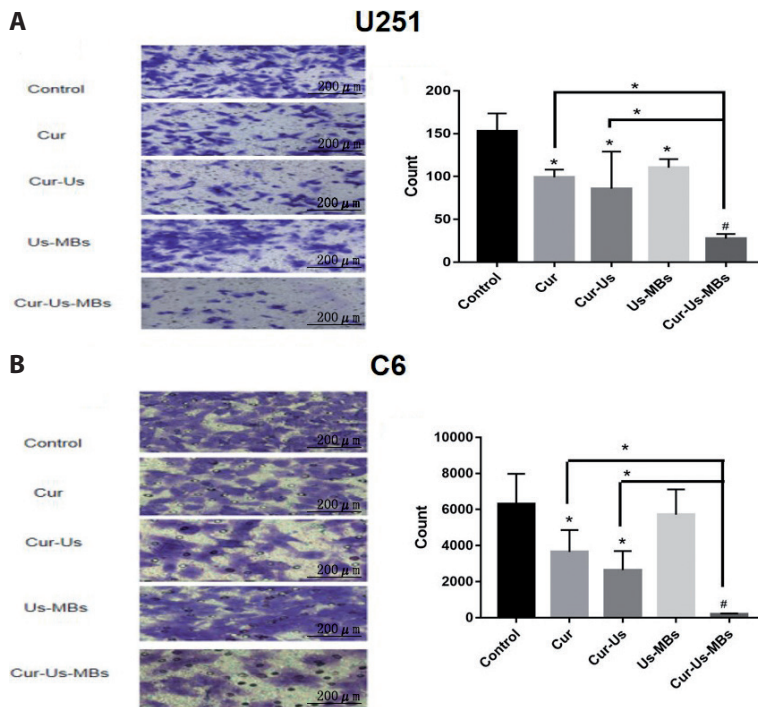 A
U251
Control
200 μm
Cur
200 μm
Cur-Us
200 μm
Us-MBs
200 μm
Cur-Us-MBs
200 μm
*
*
200
150
100
50
0
Count
*
*
*
#
Control
Cur
Cur-Us
Us-MBs
Cur-Us-MBs
B
C6
Control
200 μm
Cur
200 μm
Cur-Us
200 μm
Us-MBs
200 μm
Cur-Us-MBs
200 μm
10000
8000
6000
4000
2000
0
Count
*
*
*
*
#
Control
Cur
Cur-Us
Us-MBs
Cur-Us-MBs